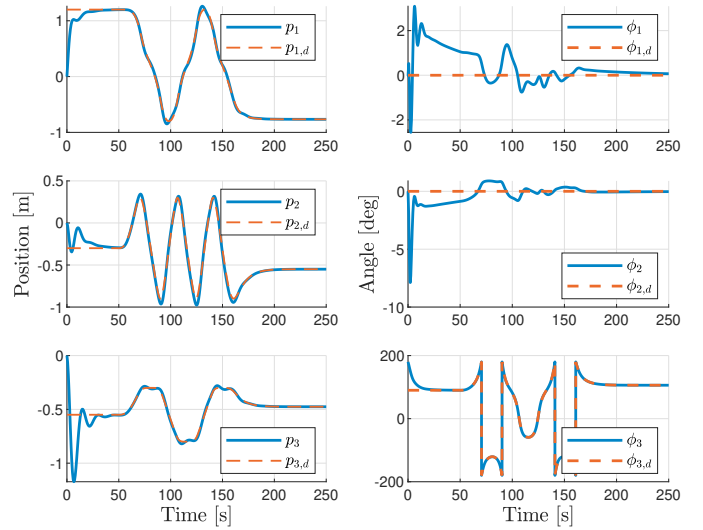 1
0
-1
0 50 100 150 200 250
p1
p1,d
2
0
-2
0 50 100 150 200 250
ϕ1
ϕ1,d
Position [m]
0.5
0
-0.5
-1
0 50 100 150 200 250
p2
p2,d
Angle [deg]
0
-5
-10
0 50 100 150 200 250
ϕ2
ϕ2,d
0
-0.5
-1
0 50 100 150 200 250
p3
p3,d
Time [s]
200
0
-200
0 50 100 150 200 250
ϕ3
ϕ3,d
Time [s]